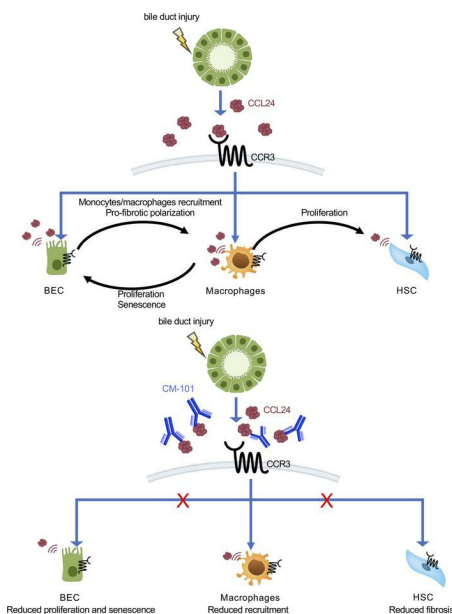 bile duct injury
CCL24
CCR3
Monocytes/macrophages recruitment
Pro-fibrotic polarization
Proliferation
BEC
Macrophages
HSC
Proliferation
Senescence
bile duct injury
CM-101
CCL24
CCR3
X X
BEC
Macrophages
HSC
Reduced proliferation and senescence
Reduced recruitment
Reduced fibrosis